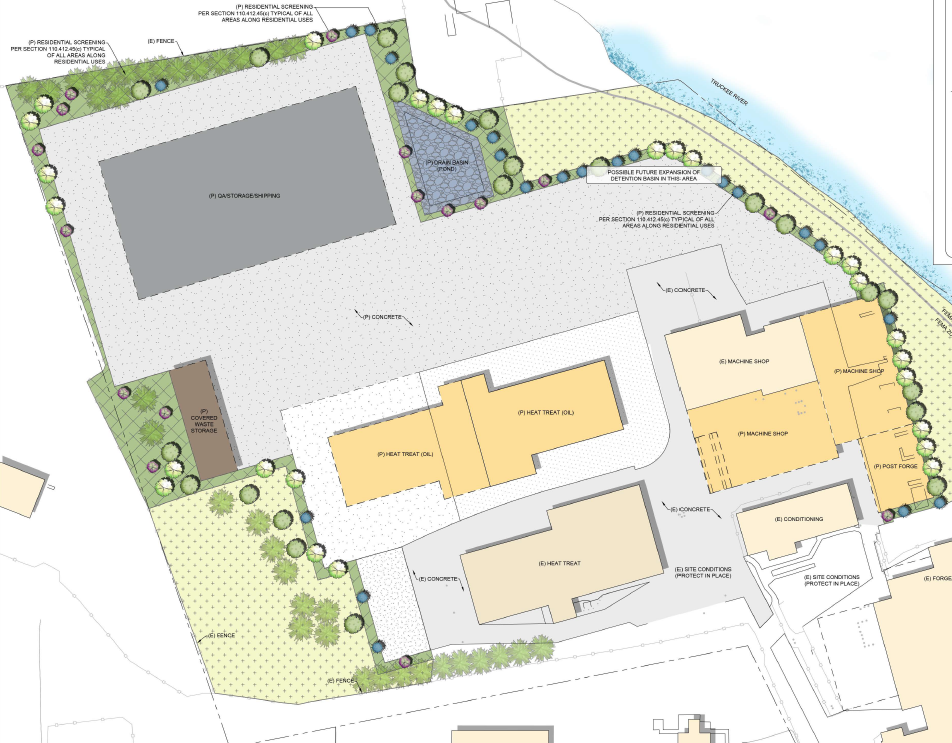 (P) RESIDENTIAL SCREENING
PER SECTION 110.412.45(c) TYPICAL OF ALL
AREAS ALONG RESIDENTIAL USES
(P) RESIDENTIAL SCREENING
PER SECTION 110.412.45(c) TYPICAL
OF ALL AREAS ALONG
RESIDENTIAL USES
(E) FENCE
TRUCKEE RIVER
(P) DRAIN BASIN
(POND)
POSSIBLE FUTURE EXPANSION OF
DETENTION BASIN IN THIS AREA
(P) QA/STORAGE/SHIPPING
(P) RESIDENTIAL SCREENING
PER SECTION 110.412.45(c) TYPICAL OF ALL
AREAS ALONG RESIDENTIAL USES
(E) CONCRETE
(P) CONCRETE
(E) MACHINE SHOP
(P) MACHINE SHOP
(P)
COVERED
WASTE
STORAGE
(P) HEAT TREAT (OIL)
(P) HEAT TREAT (OIL)
(P) MACHINE SHOP
(P) POST FORGE
(E) CONCRETE
(E) CONDITIONING
(E) HEAT TREAT
(E) SITE CONDITIONS
(PROTECT IN PLACE)
(E) CONCRETE
(E) SITE CONDITIONS
(PROTECT IN PLACE)
(E) FORGE
(E) FENCE
(E) FENCE